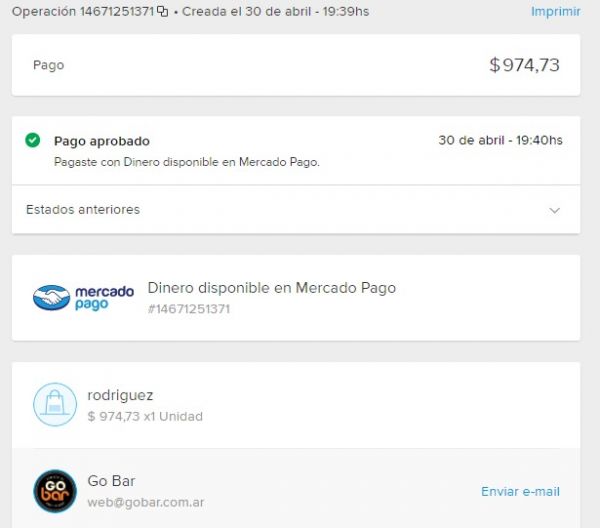 Operación 14671251371 • Creada el 30 de abril - 19:39hs Imprimir
Pago $974,73
Pago aprobado 30 de abril - 19:40hs
Pagaste con Dinero disponible en Mercado Pago.
Estados anteriores
mercado
pago
Dinero disponible en Mercado Pago
#14671251371
rodriguez
$ 974,73 x1 Unidad
GO
bar
Go Bar
web@gobar.com.ar
Enviar e-mail